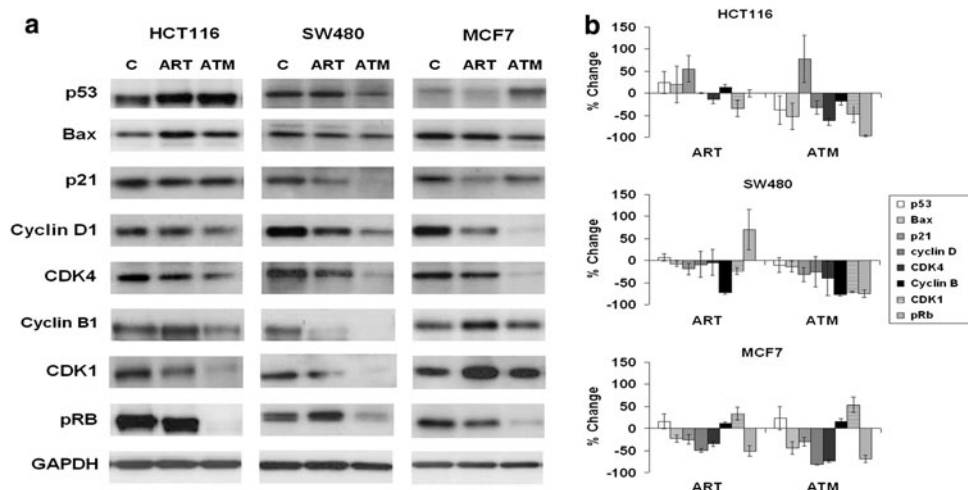 a
HCT116 SW480 MCF7
C ART ATM C ART ATM C ART ATM
p53
Bax
p21
Cyclin D1
CDK4
Cyclin B1
CDK1
pRB
GAPDH
b
HCT116
% Change
150
100
50
0
-50
-100
ART ATM
SW480
% Change
150
100
50
0
-50
-100
ART ATM
MCF7
% Change
150
100
50
0
-50
-100
ART ATM
p53
Bax
p21
cyclin D
CDK4
Cyclin B
CDK1
pRb